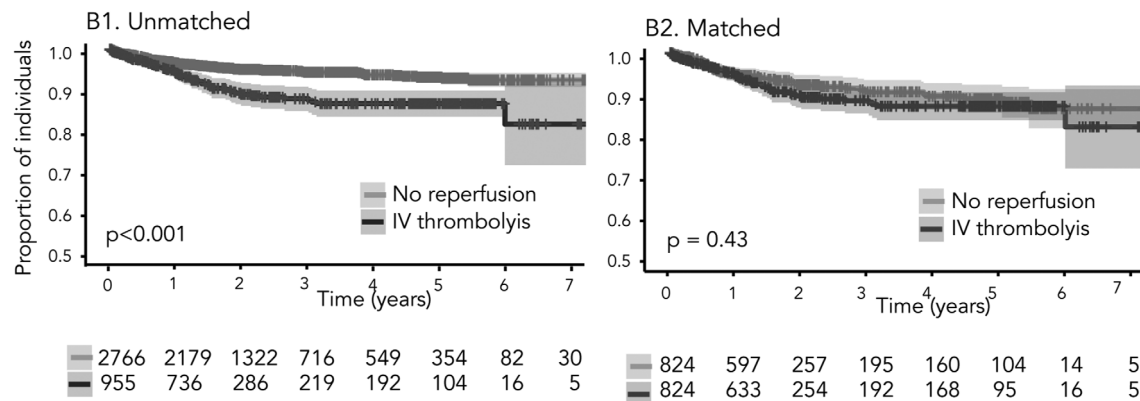 B1. Unmatched
Proportion of individuals
1.0
0.9
0.8
0.7
0.6
0.5
No reperfusion
IV thrombolyis
p<0.001
0 1 2 3 4 5 6 7
Time (years)
2766 2179 1322 716 549 354 82 30
955 736 286 219 192 104 16 5
B2. Matched
1.0
0.9
0.8
0.7
0.6
0.5
No reperfusion
IV thrombolyis
p = 0.43
0 1 2 3 4 5 6 7
Time (years)
824 597 257 195 160 104 14 5
824 633 254 192 168 95 16 5